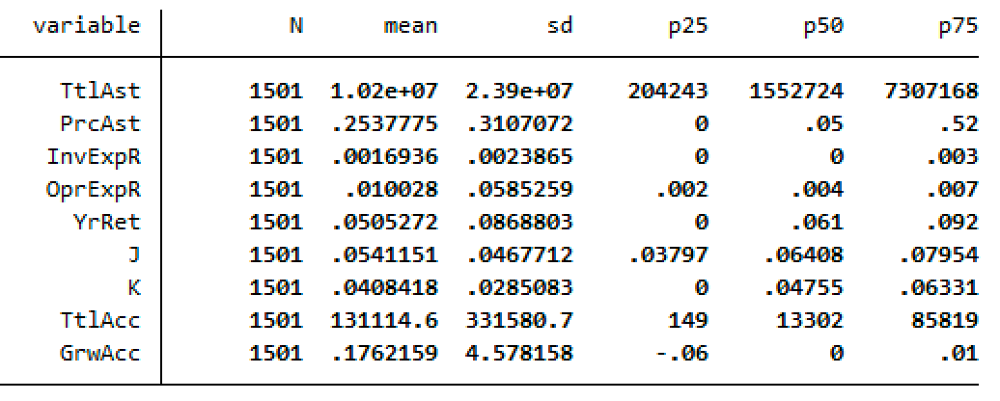 variable N mean sd p25 p50 p75
TtlAst 1501 1.02e+07 2.39e+07 204243 1552724 7307168
PrcAst 1501 .2537775 .3107072 0 .05 .52
InvExpR 1501 .0016936 .0023865 0 0 .003
OprExpR 1501 .010028 .0585259 .002 .004 .007
YrRet 1501 .0505272 .0868803 0 .061 .092
J 1501 .0541151 .0467712 .03797 .06408 .07954
K 1501 .0408418 .0285083 0 .04755 .06331
TtlAcc 1501 131114.6 331580.7 149 13302 85819
GrwAcc 1501 .1762159 4.578158 -.06 0 .01